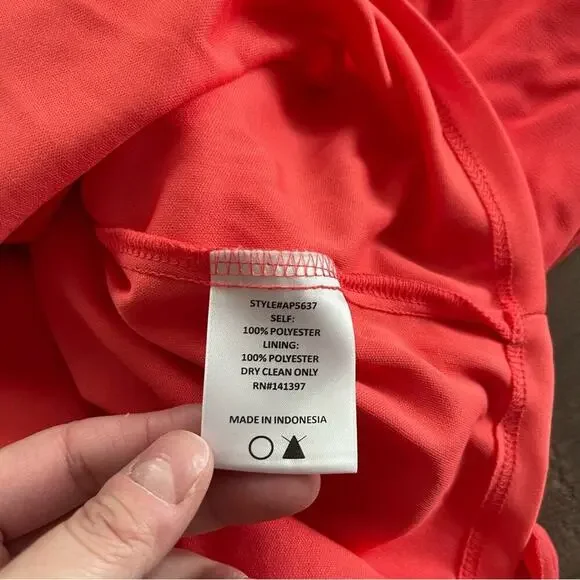 STYLE#AP5637
SELF:
100% POLYESTER
LINING:
100% POLYESTER
DRY CLEAN ONLY
RN#141397
MADE IN INDONESIA